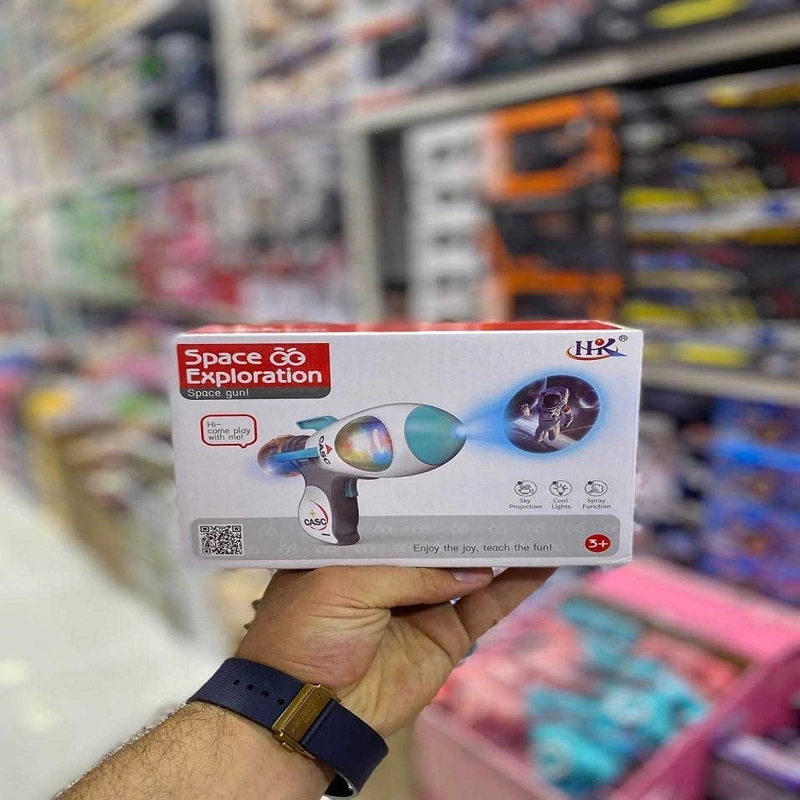 Space
Exploration
Space gun!
HK®
Hi~
come play
with me!
CASC
CASC
Sky
Projection
Cool
Lights
Spray
Function
Enjoy the joy, teach the fun!
3+